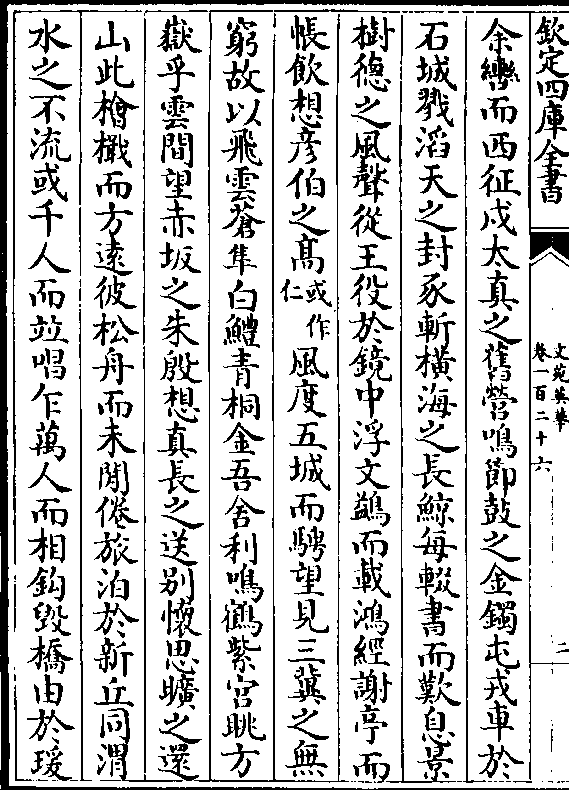 欽定四庫全書
文苑英華
卷一百二十六
二
余轡而西征戍太真之舊營鳴節鼓之金鐲屯戎車於
石城戮滔天之封豕斬橫海之長鯨每輟書而歎息景
樹德之風聲從王役於鏡中浮文鷁而載鴻經謝亭而
帳飲想彥伯之高或作仁風度五城而騁望見三冀之無
窮故以飛雲蒼隼白鱧青桐金吾舍利鳴鶴紫宮眺方
嶽乎雲間望赤坂之朱殷想真長之送別懷思曠之還
山此檜檝而方遠彼松舟而未閒倦旅泊於新丘同渭
水之不流或千人而竝唱乍萬人而相鈎毀橋由於瑗